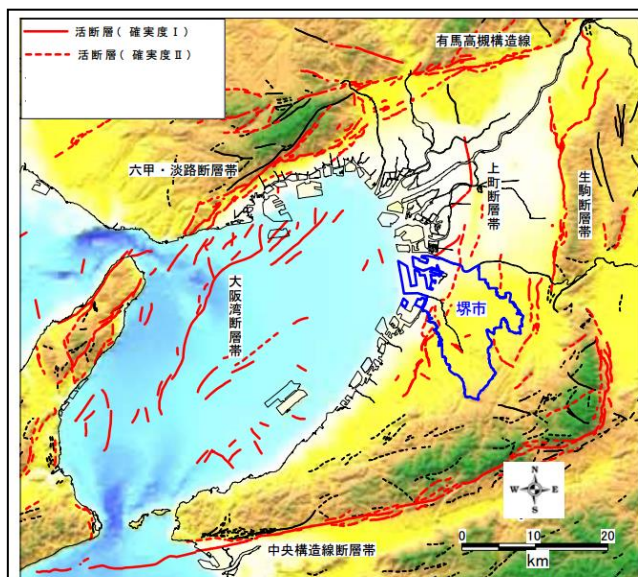 活断層(確実度Ⅰ)
活断層(確実度Ⅱ)
有馬高槻構造線
六甲・淡路断層帯
上町断層帯
生駒断層帯
大阪湾断層帯
堺市
中央構造線断層帯
N
W E
S
0 10 20
km